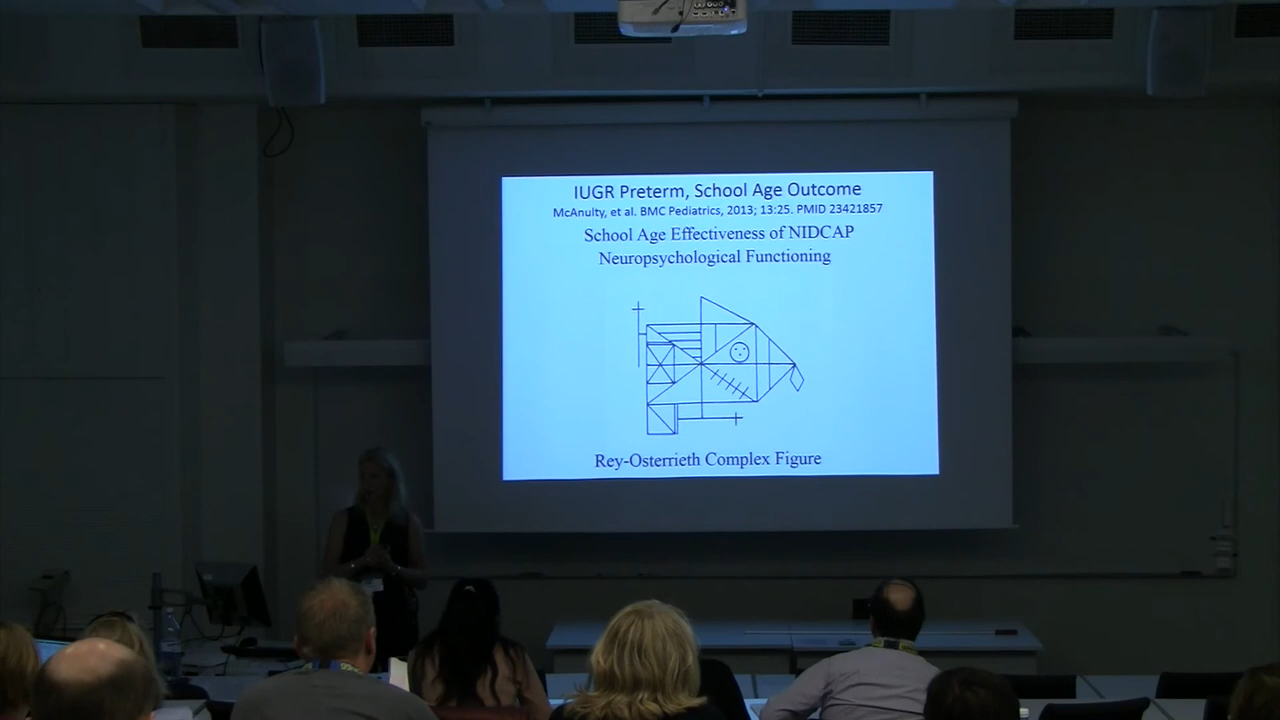 IUGR Preterm, School Age Outcome
McAnulty, et al. BMC Pediatrics, 2013; 13:25. PMID 23421857
School Age Effectiveness of NIDCAP
Neuropsychological Functioning
Rey-Osterrieth Complex Figure